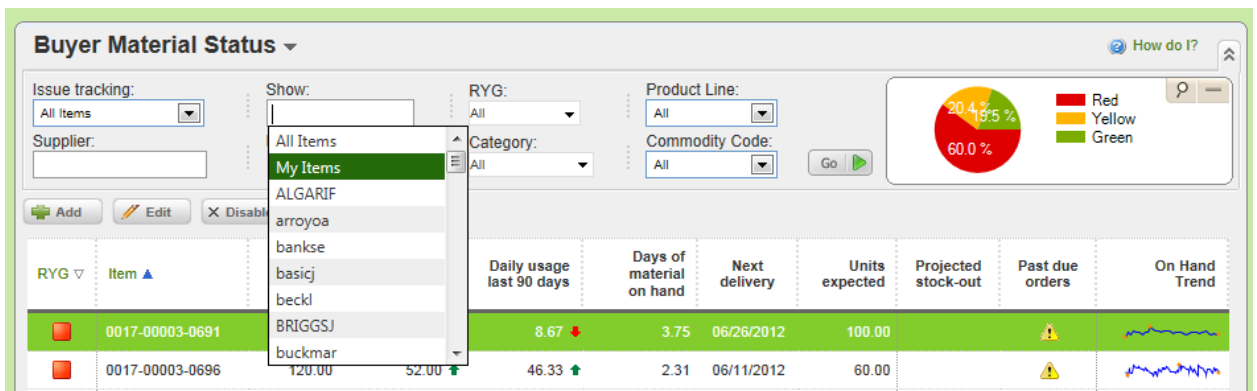 Buyer Material Status
How do I?
Issue tracking:
All Items
Show:
RYG:
All
Product Line:
All
Supplier:
Category:
All
Commodity Code:
All
Go
All Items
My Items
ALGARIF
arroyoa
bankse
basicj
beckl
BRIGGSJ
buckmar
20.4 %
19.5 %
60.0 %
Red
Yellow
Green
Add
Edit
X Disable
RYG
Item
Daily usage
last 90 days
Days of
material
on hand
Next
delivery
Units
expected
Projected
stock-out
Past due
orders
On Hand
Trend
0017-00003-0691 8.67 3.75 06/26/2012 100.00
0017-00003-0696 120.00 52.00 46.33 2.31 06/11/2012 60.00